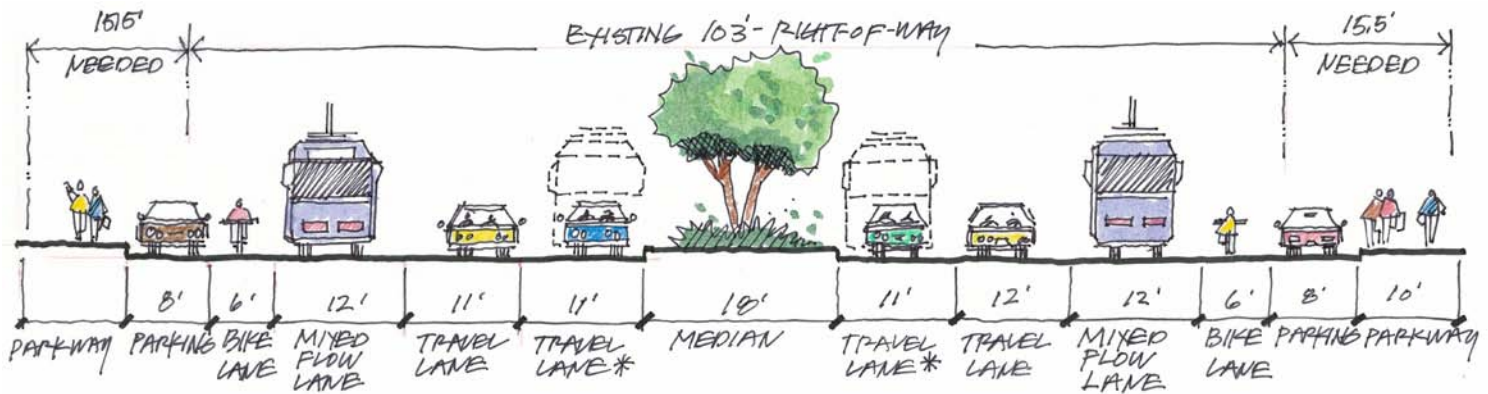 15.5'
NEEDED
EXISTING 103'-RIGHT-OF-WAY
15.5'
NEEDED
8'
6'
12'
11'
11'
18'
11'
12'
12'
6'
8'
10'
PARKWAY
PARKING
BIKE
LANE
MIXED
FLOW
LANE
TRAVEL
LANE
TRAVEL
LANE*
MEDIAN
TRAVEL
LANE*
TRAVEL
LANE
MIXED
FLOW
LANE
BIKE
LANE
PARKING
PARKWAY